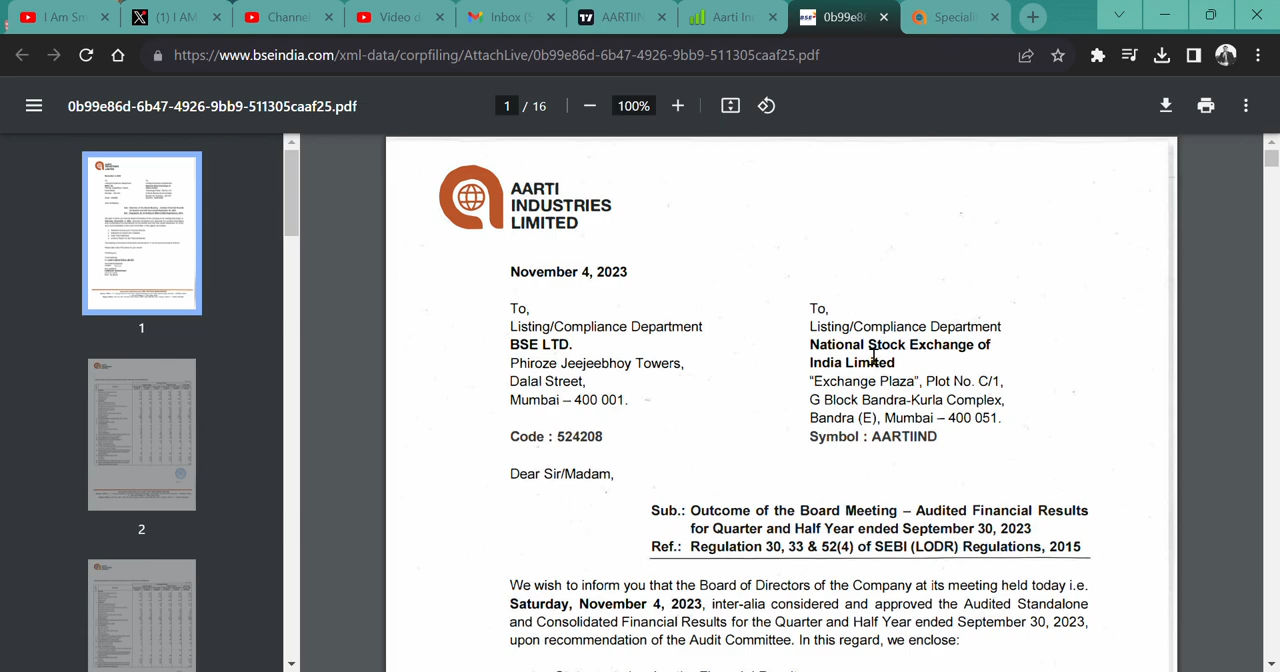 I am Sm
(1) I AM
Channel
Video d
Inbox (5
AARTIIN
Aarti In
0b99e86
Speciali
https://www.bseindia.com/xml-data/corpfiling/AttachLive/0b99e86d-6b47-4926-9bb9-511305caaf25.pdf
0b99e86d-6b47-4926-9bb9-511305caaf25.pdf
1 / 16
100%
1
2
AARTI
INDUSTRIES
LIMITED
November 4, 2023
To,
Listing/Compliance Department
BSE LTD.
Phiroze Jeejeebhoy Towers,
Dalal Street,
Mumbai – 400 001.
Code : 524208
To,
Listing/Compliance Department
National Stock Exchange of
India Limited
“Exchange Plaza”, Plot No. C/1,
G Block Bandra-Kurla Complex,
Bandra (E), Mumbai – 400 051.
Symbol : AARTIIND
Dear Sir/Madam,
Sub.: Outcome of the Board Meeting – Audited Financial Results
for Quarter and Half Year ended September 30, 2023
Ref.: Regulation 30, 33 & 52(4) of SEBI (LODR) Regulations, 2015
We wish to inform you that the Board of Directors of the Company at its meeting held today i.e.
Saturday, November 4, 2023, inter-alia considered and approved the Audited Standalone
and Consolidated Financial Results for the Quarter and Half Year ended September 30, 2023,
upon recommendation of the Audit Committee. In this regard, we enclose: